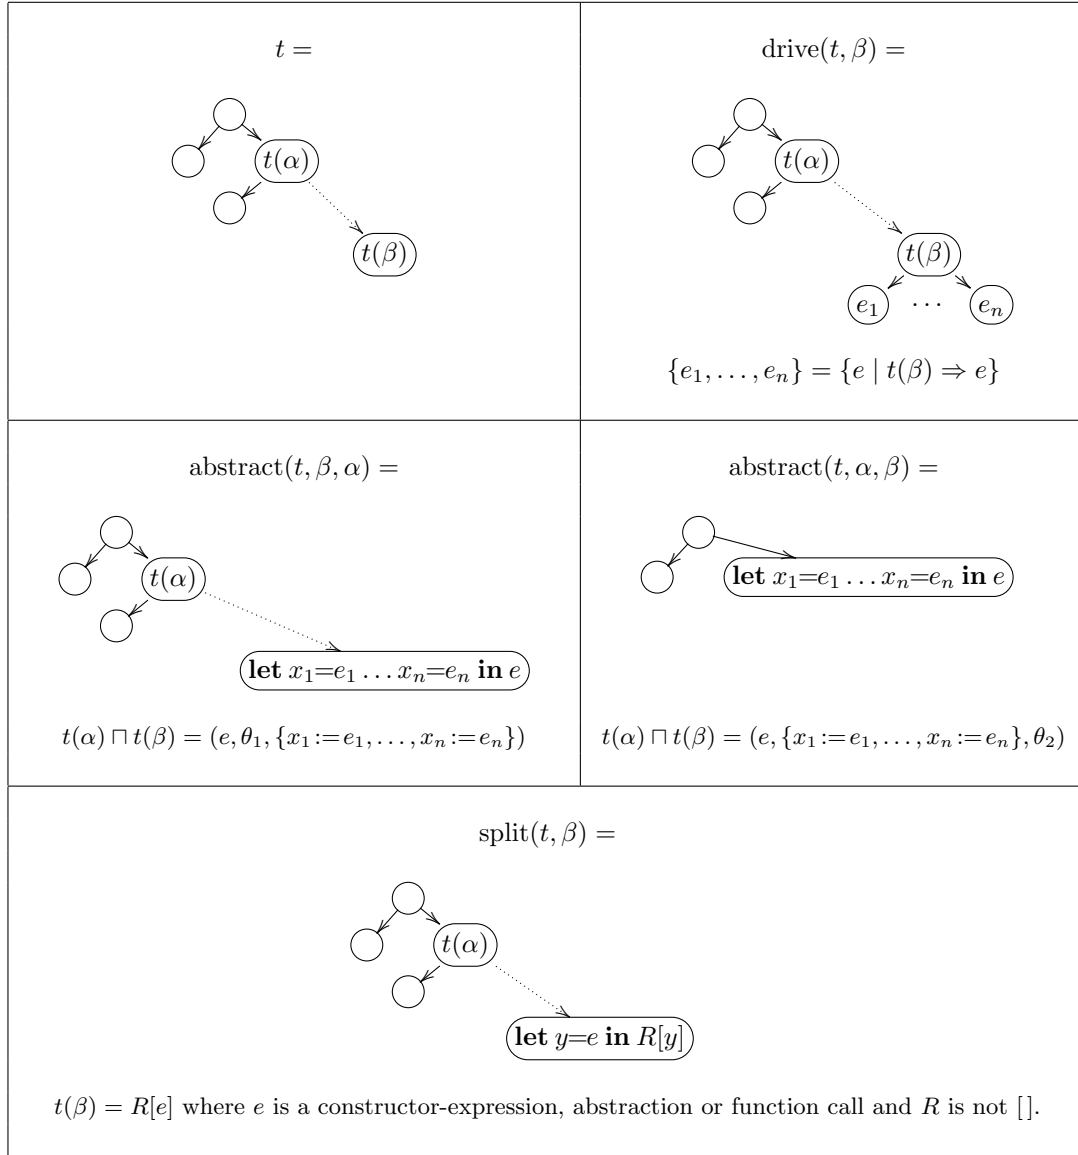 t =
t(α)
t(β)
drive(t, β) =
t(α)
t(β)
e₁ ··· eₙ
{e₁, . . . , eₙ} = {e | t(β) ⇒ e}
abstract(t, β, α) =
t(α)
let x₁=e₁ . . . xₙ=eₙ in e
t(α) ⊓ t(β) = (e, θ₁, {x₁:=e₁, . . . , xₙ:=eₙ})
abstract(t, α, β) =
let x₁=e₁ . . . xₙ=eₙ in e
t(α) ⊓ t(β) = (e, {x₁:=e₁, . . . , xₙ:=eₙ}, θ₂)
split(t, β) =
t(α)
let y=e in R[y]
t(β) = R[e] where e is a constructor-expression, abstraction or function call and R is not [ ].